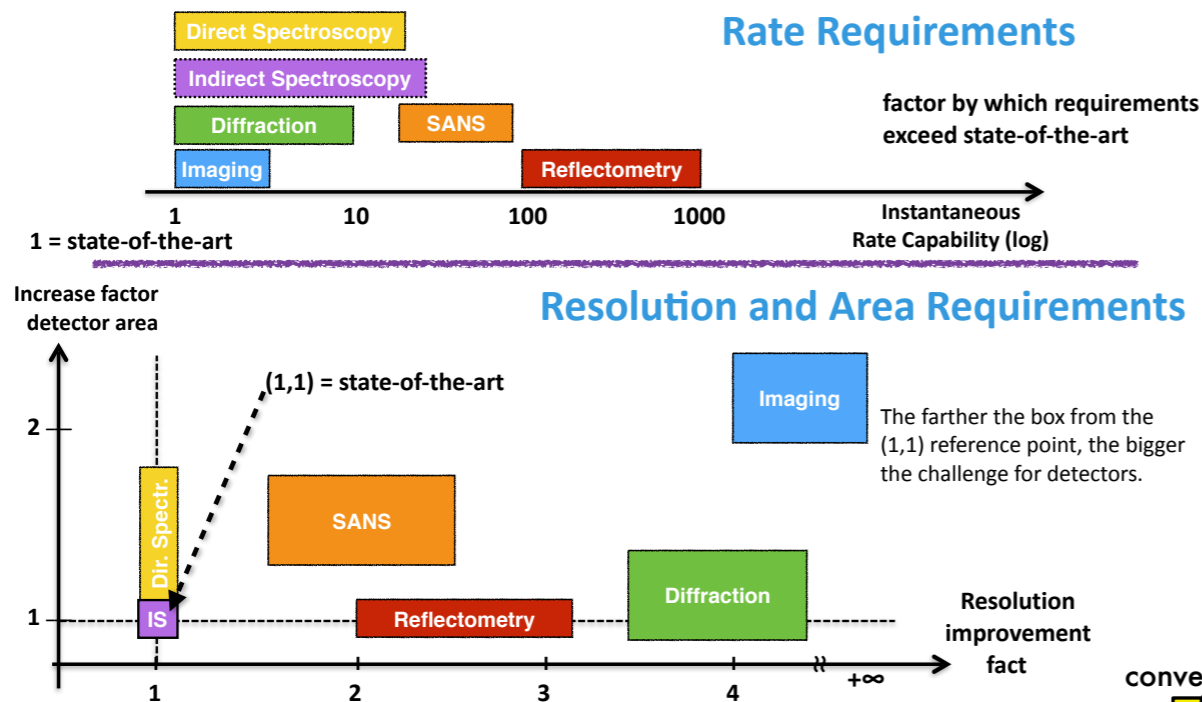 Direct Spectroscopy
Rate Requirements
Indirect Spectroscopy
factor by which requirements
exceed state-of-the-art
Diffraction
SANS
Imaging
Reflectometry
1
10
100
1000
Instantaneous
Rate Capability (log)
1 = state-of-the-art
Increase factor
detector area
Resolution and Area Requirements
(1,1) = state-of-the-art
Imaging
The farther the box from the
(1,1) reference point, the bigger
the challenge for detectors.
2
Dir. Spectr.
SANS
Diffraction
1
IS
Reflectometry
Resolution
improvement
fact
1
2
3
4
+∞
conve